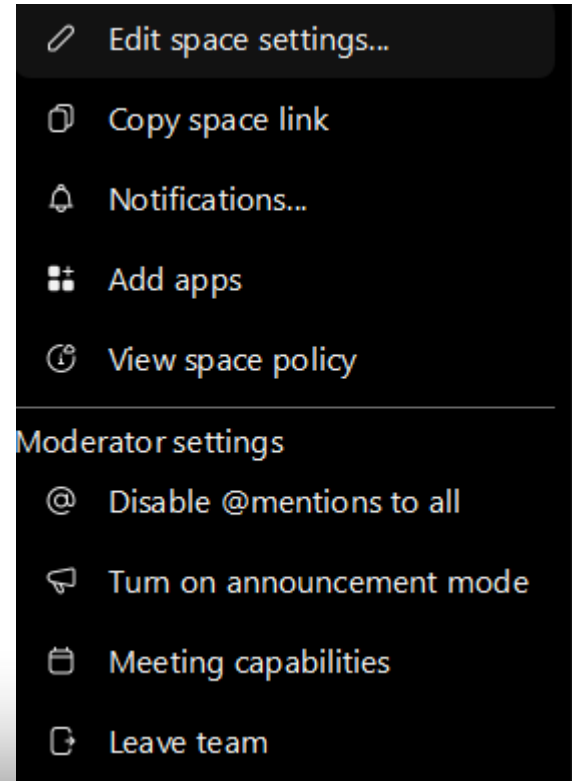 Edit space settings...
Copy space link
Notifications...
Add apps
View space policy
Moderator settings
Disable @mentions to all
Turn on announcement mode
Meeting capabilities
Leave team